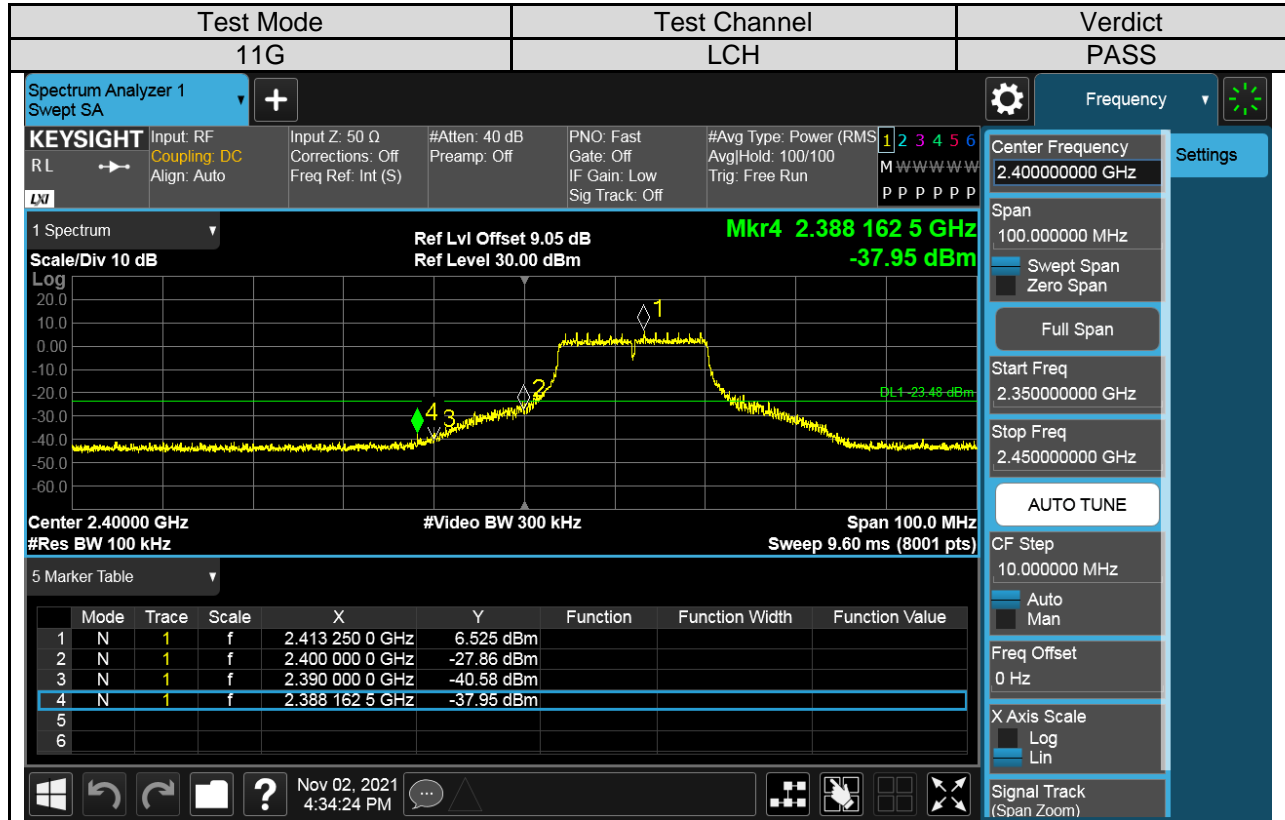 Test Mode Test Channel Verdict
11G LCH PASS
Spectrum Analyzer 1
Swept SA
+
Frequency
KEYSIGHT Input: RF Input Z: 50 Ω #Atten: 40 dB PNO: Fast #Avg Type: Power (RMS 1 2 3 4 5 6
RL Coupling: DC Corrections: Off Preamp: Off Gate: Off Avg|Hold: 100/100 M W W W W W
Align: Auto Freq Ref: Int (S) IF Gain: Low Trig: Free Run
LXI Sig Track: Off P P P P P P
1 Spectrum
Ref Lvl Offset 9.05 dB Mkr4 2.388 162 5 GHz
Scale/Div 10 dB Ref Level 30.00 dBm -37.95 dBm
Log
20.0
10.0
0.00
-10.0
-20.0
-30.0
-40.0
-50.0
-60.0
1
2
4 3
DL1 -23.48 dBm
Center 2.40000 GHz #Video BW 300 kHz Span 100.0 MHz
#Res BW 100 kHz Sweep 9.60 ms (8001 pts)
5 Marker Table
Mode Trace Scale X Y Function Function Width Function Value
1 N 1 f 2.413 250 0 GHz 6.525 dBm
2 N 1 f 2.400 000 0 GHz -27.86 dBm
3 N 1 f 2.390 000 0 GHz -40.58 dBm
4 N 1 f 2.388 162 5 GHz -37.95 dBm
5
6
?
Nov 02, 2021
4:34:24 PM
Center Frequency
2.400000000 GHz
Settings
Span
100.000000 MHz
Swept Span
Zero Span
Full Span
Start Freq
2.350000000 GHz
Stop Freq
2.450000000 GHz
AUTO TUNE
CF Step
10.000000 MHz
Auto
Man
Freq Offset
0 Hz
X Axis Scale
Log
Lin
Signal Track
(Span Zoom)